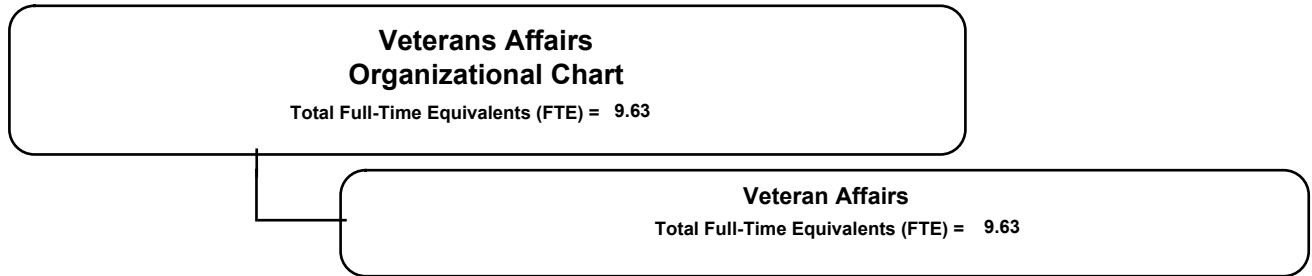 Veterans Affairs
Organizational Chart
Total Full-Time Equivalents (FTE) = 9.63
Veteran Affairs
Total Full-Time Equivalents (FTE) = 9.63